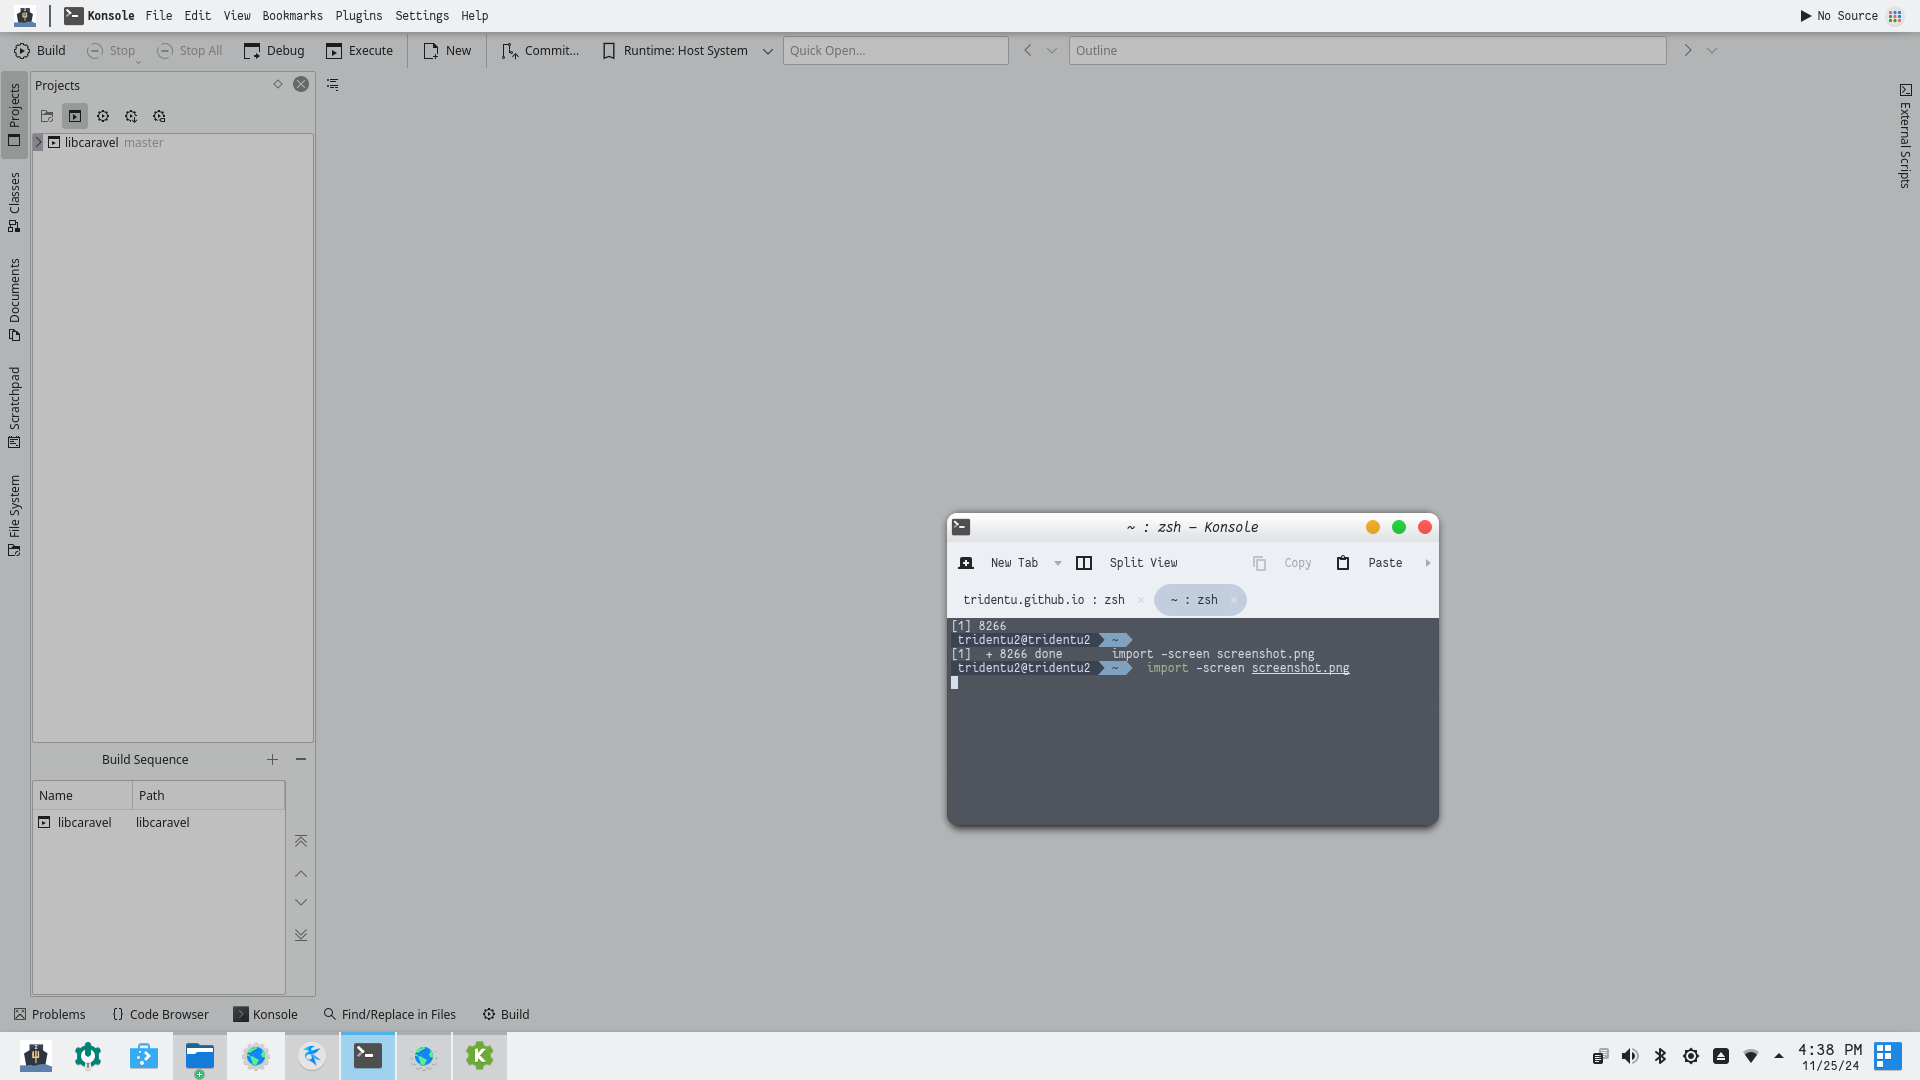 Konsole File Edit View Bookmarks Plugins Settings Help
No Source
Build Stop Stop All Debug Execute New Commit... Runtime: Host System Quick Open... Outline
Projects
Projects
Classes
Documents
Scratchpad
File System
External Scripts
libcaravel master
~ : zsh — Konsole
New Tab Split View Copy Paste
tridentu.github.io : zsh ~ : zsh
[1] 8266
tridentu2@tridentu2 ~
[1] + 8266 done import -screen screenshot.png
tridentu2@tridentu2 ~ import -screen screenshot.png
Build Sequence
Name Path
libcaravel libcaravel
Problems Code Browser Konsole Find/Replace in Files Build
4:38 PM
11/25/24